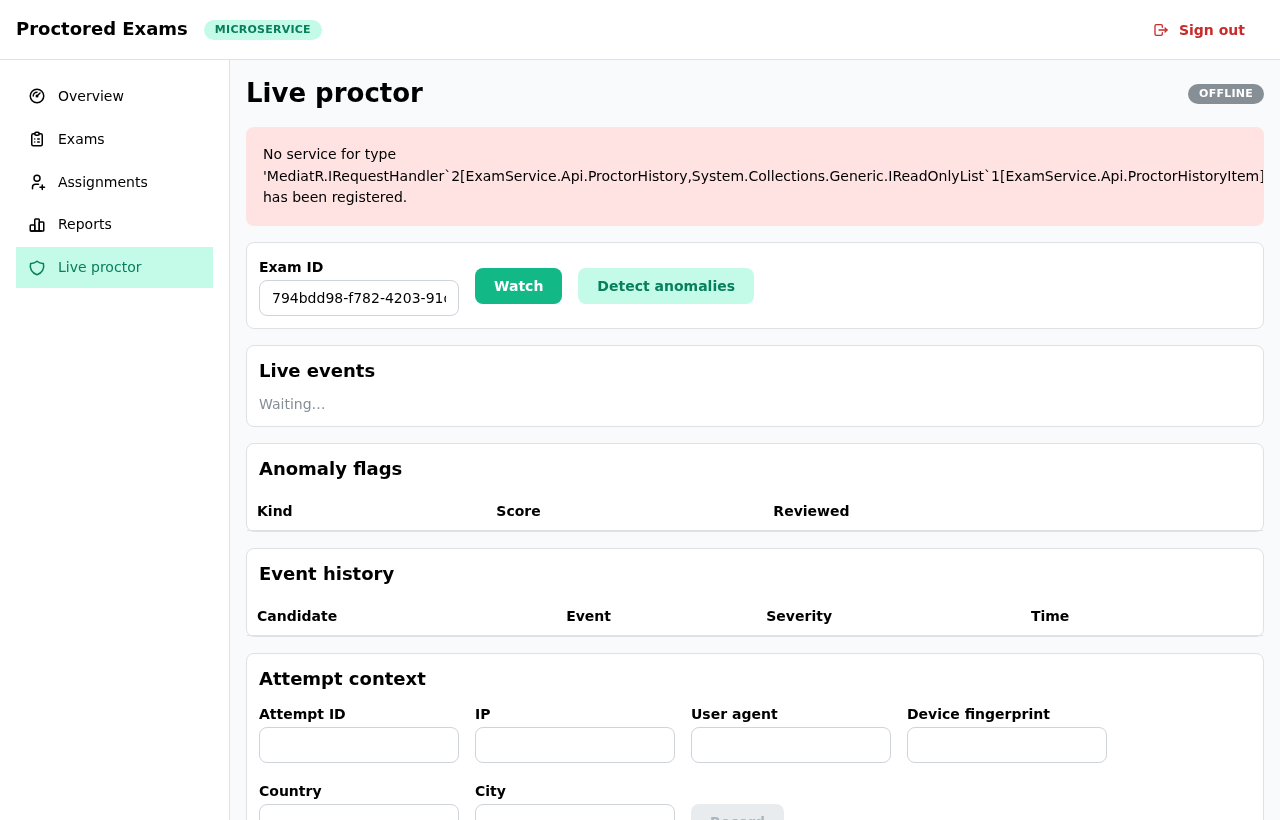 Proctored Exams
MICROSERVICE
Sign out
Overview
Exams
Assignments
Reports
Live proctor
Live proctor
OFFLINE
No service for type
'MediatR.IRequestHandler`2[ExamService.Api.ProctorHistory,System.Collections.Generic.IReadOnlyList`1[ExamService.Api.ProctorHistoryItem]
has been registered.
Exam ID
794bdd98-f782-4203-91
Watch
Detect anomalies
Live events
Waiting...
Anomaly flags
Kind Score Reviewed
Event history
Candidate Event Severity Time
Attempt context
Attempt ID IP User agent Device fingerprint
Country City
Record